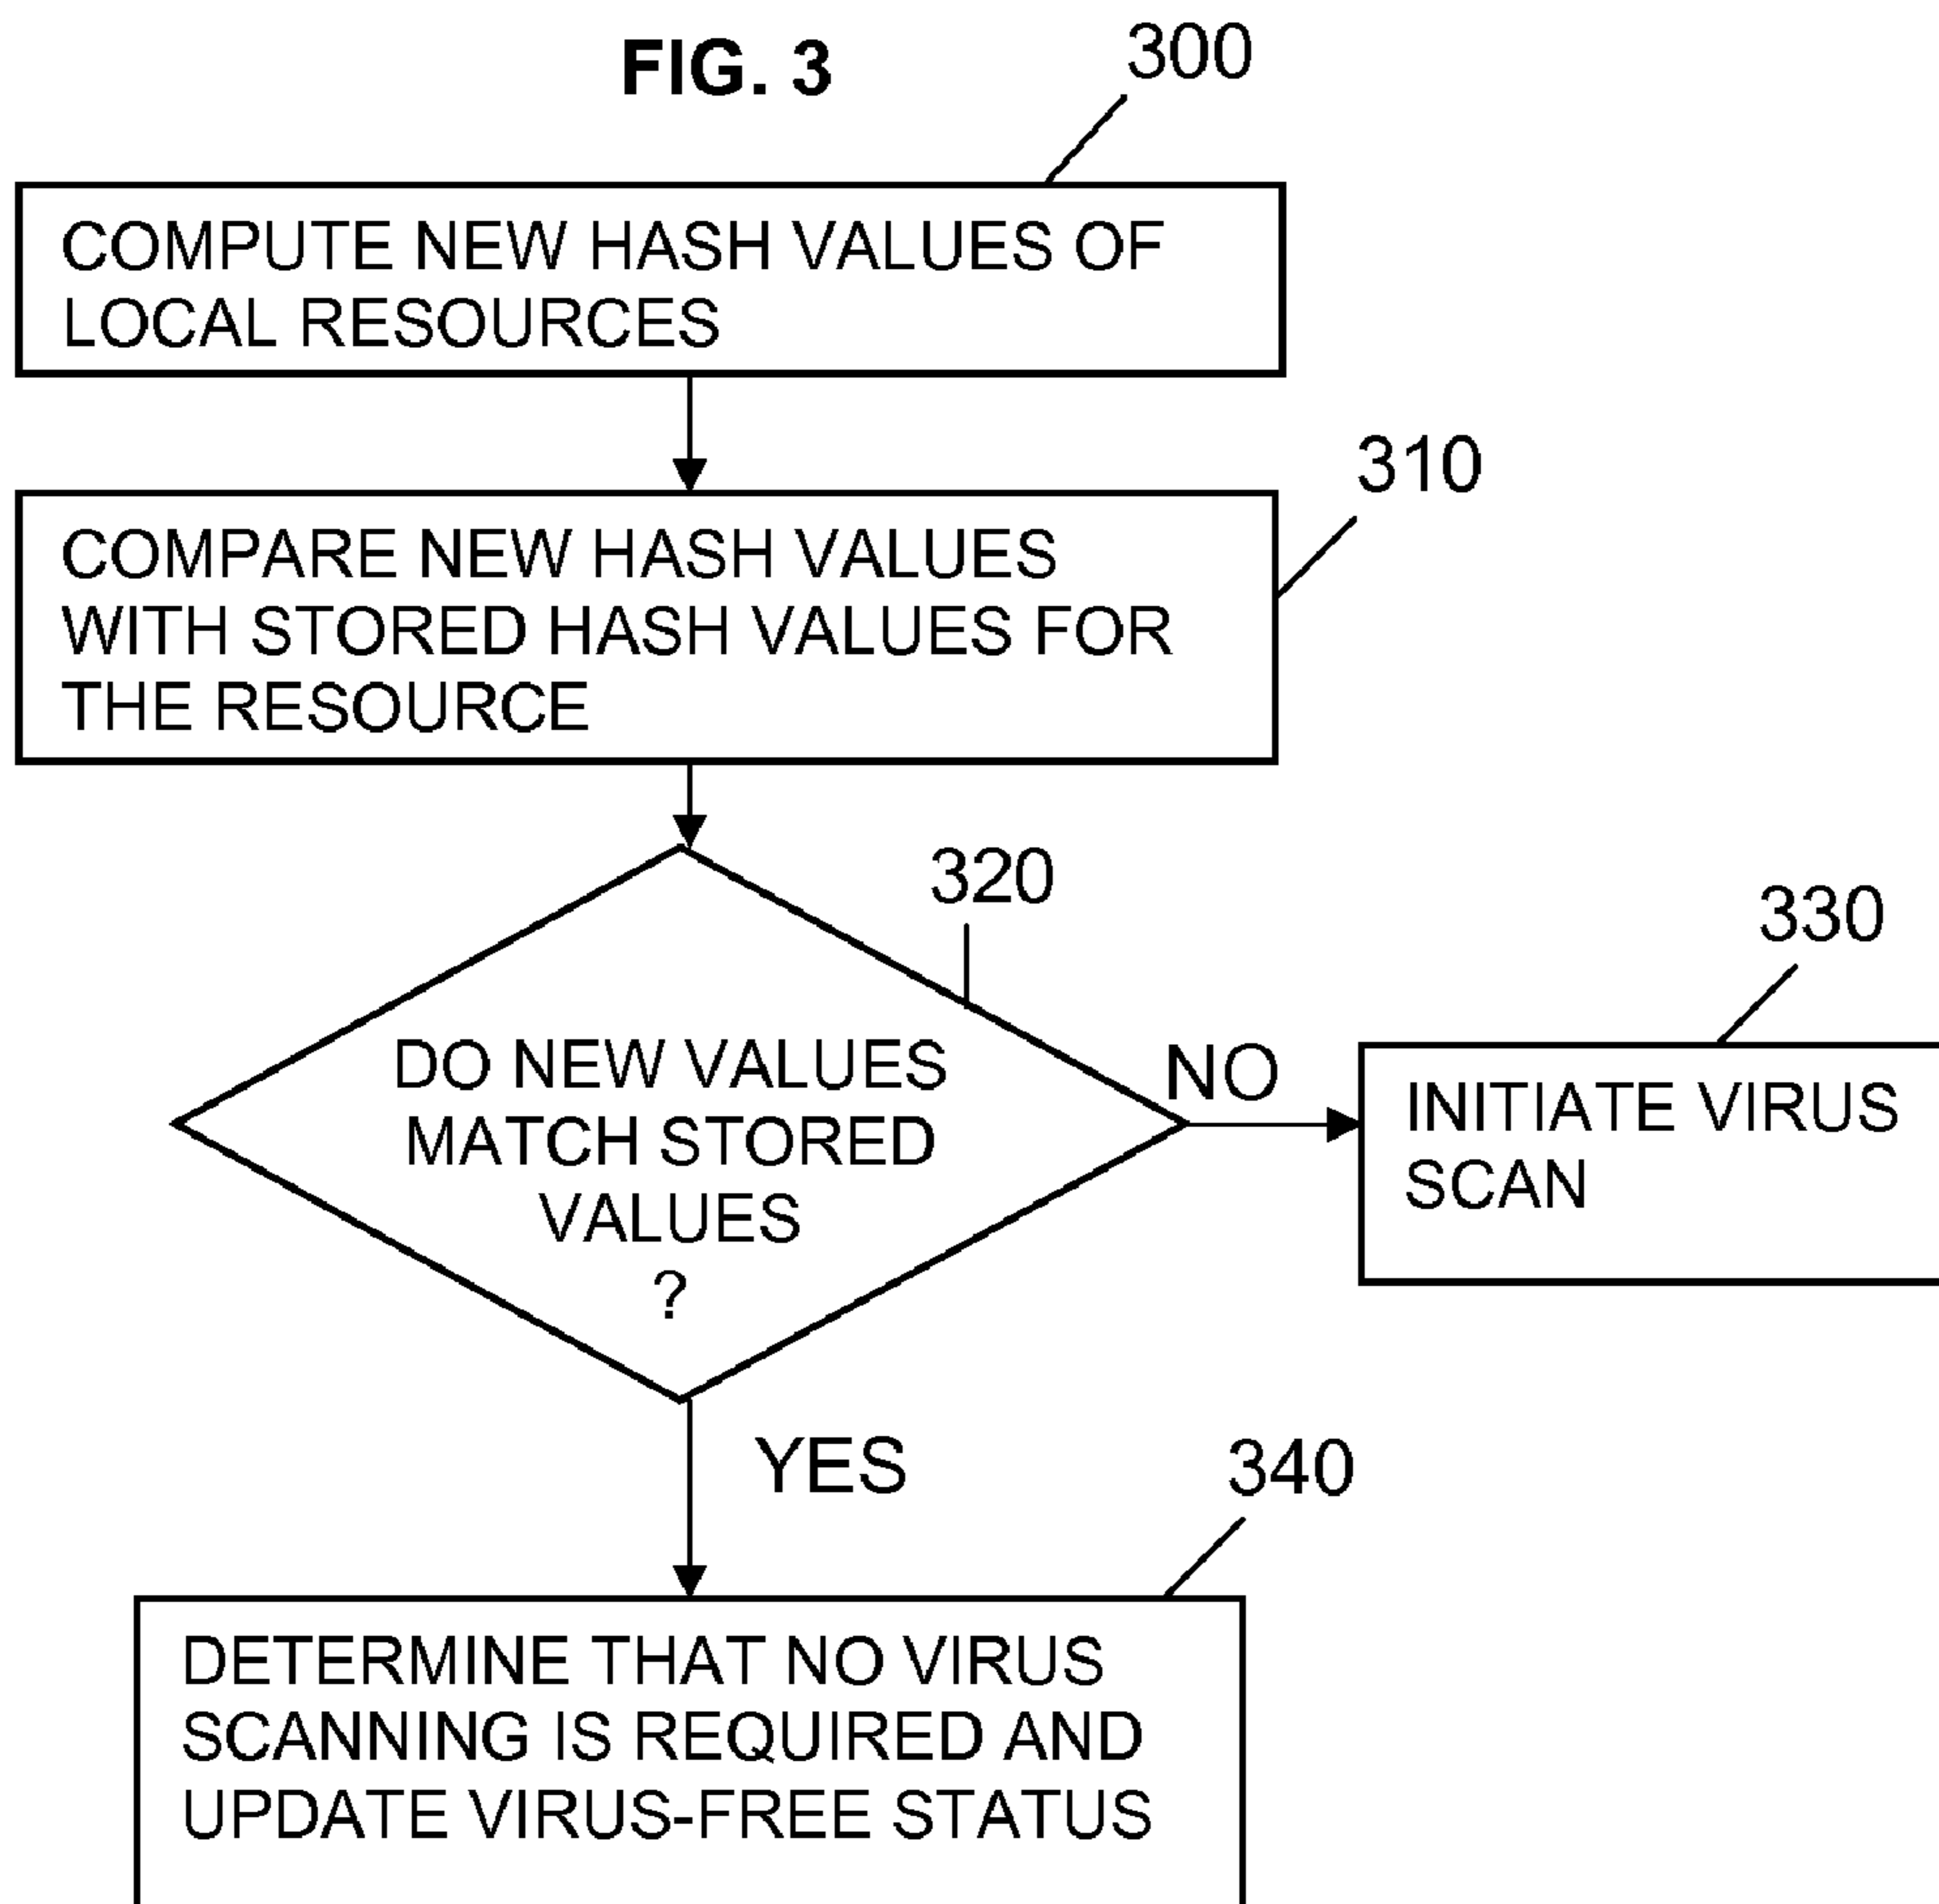 FIG. 3
300
COMPUTE NEW HASH VALUES OF
LOCAL RESOURCES
310
COMPARE NEW HASH VALUES
WITH STORED HASH VALUES FOR
THE RESOURCE
320
330
DO NEW VALUES
MATCH STORED
VALUES
?
NO
INITIATE VIRUS
SCAN
YES
340
DETERMINE THAT NO VIRUS
SCANNING IS REQUIRED AND
UPDATE VIRUS-FREE STATUS